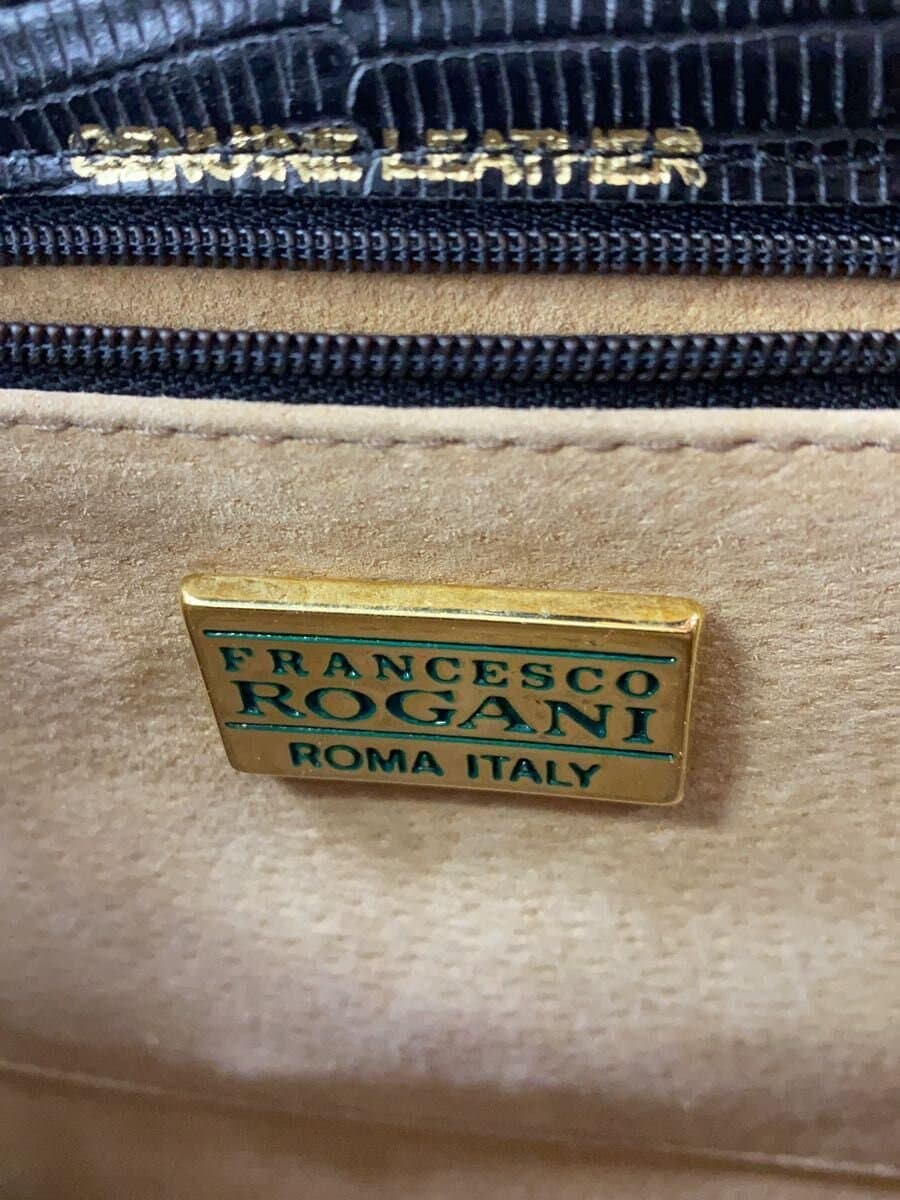 GENUINE LEATHER
FRANCESCO
ROGANI
ROMA ITALY